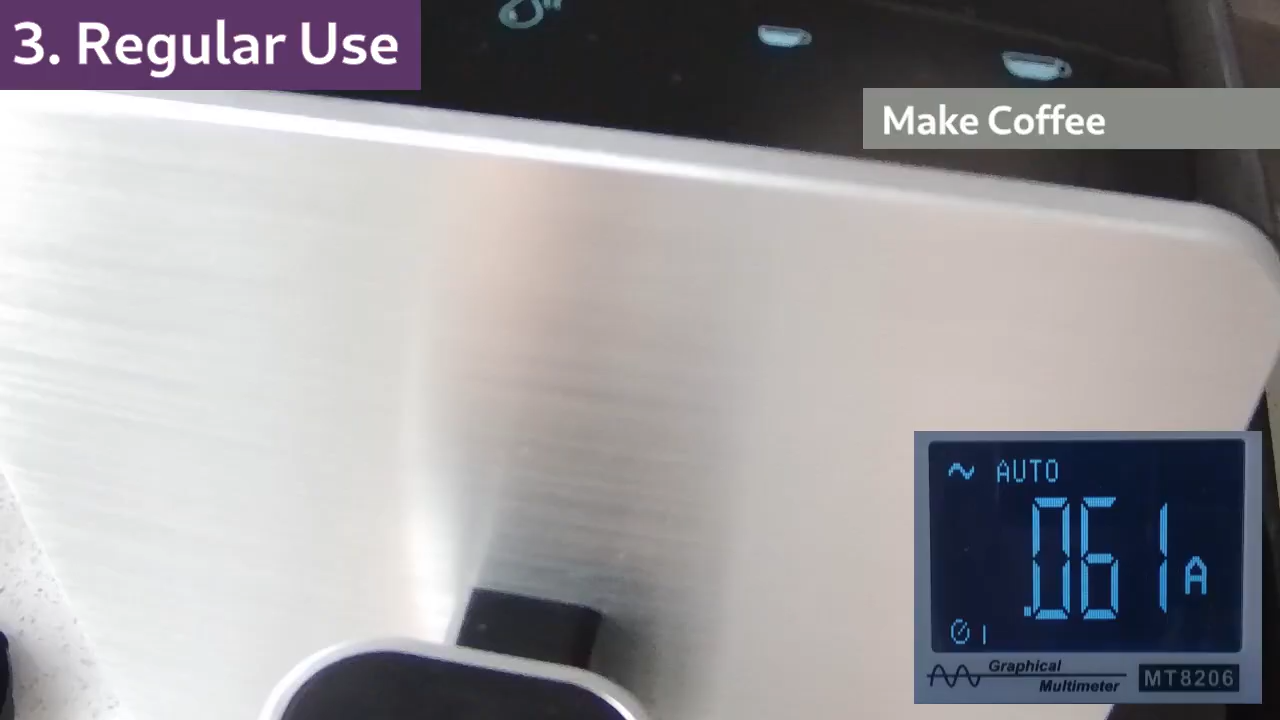 3. Regular Use
Make Coffee
AUTO
.061 A
Graphical
Multimeter
MT8206